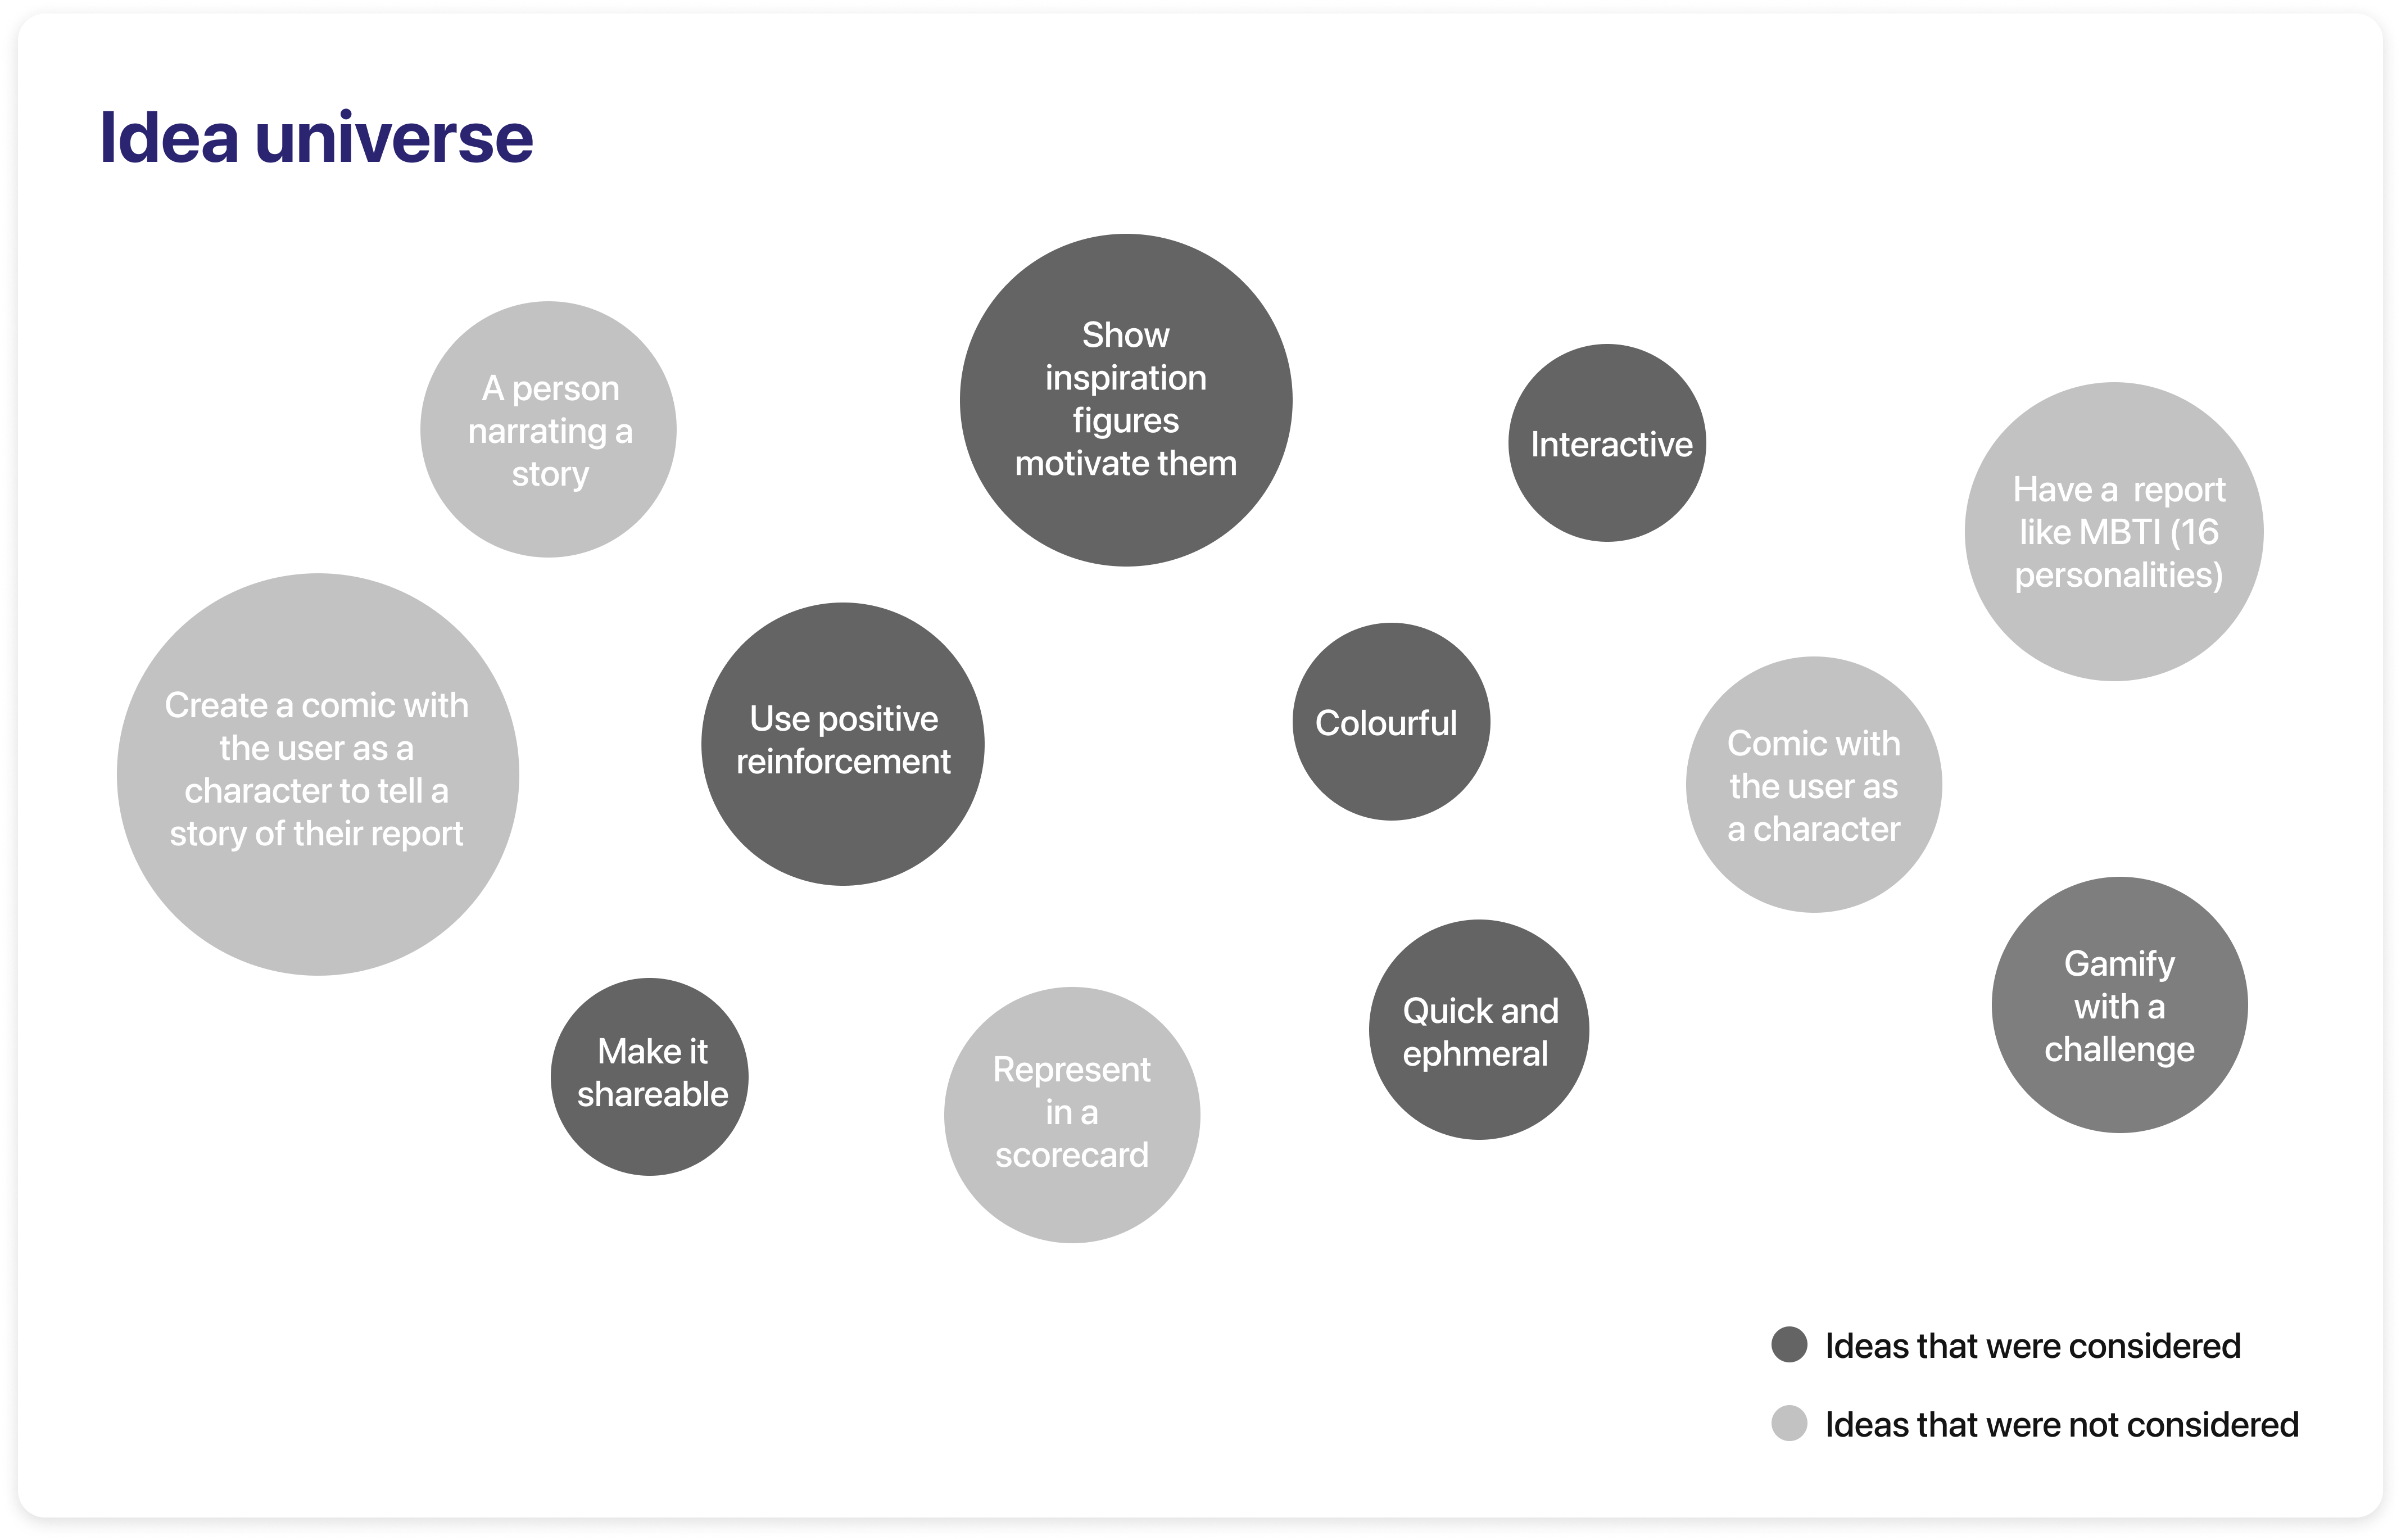 Idea universe
A person
narrating a
story
Show
inspiration
figures
motivate them
Interactive
Have a  report
like MBTI (16
personalities)
Create a comic with
the user as a
character to tell a
story of their report
Use positive
reinforcement
Colourful
Comic with
the user as
a character
Make it
shareable
Represent
in a
scorecard
Quick and
ephmeral
Gamify
with a
challenge
Ideas that were considered
Ideas that were not considered